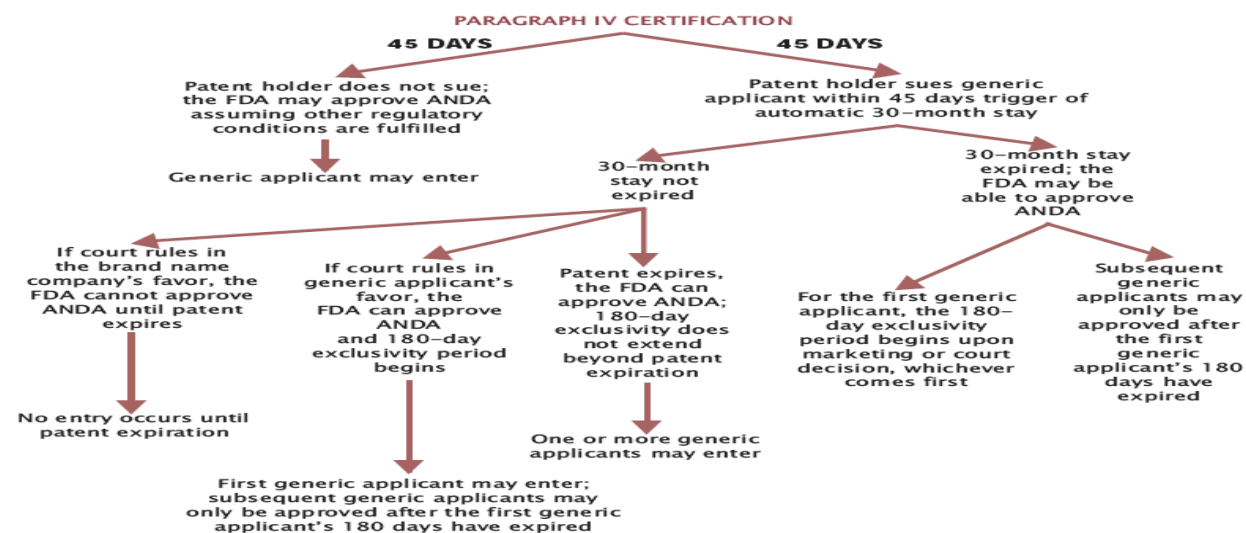 PARAGRAPH IV CERTIFICATION
45 DAYS
45 DAYS
Patent holder does not sue;
the FDA may approve ANDA
assuming other regulatory
conditions are fulfilled
Patent holder sues generic
applicant within 45 days trigger of
automatic 30-month stay
Generic applicant may enter
30-month
stay not
expired
30-month stay
expired; the
FDA may be
able to approve
ANDA
If court rules in
the brand name
company's favor, the
FDA cannot approve
ANDA until patent
expires
If court rules in
generic applicant's
favor, the
FDA can approve
ANDA
and 180-day
exclusivity period
begins
Patent expires,
the FDA can
approve ANDA;
180-day
exclusivity does
not extend
beyond patent
expiration
For the first generic
applicant, the 180-
day exclusivity
period begins upon
marketing or court
decision, whichever
comes first
Subsequent
generic
applicants may
only be
approved after
the first
generic
applicant's 180
days have
expired
No entry occurs until
patent expiration
One or more generic
applicants may enter
First generic applicant may enter;
subsequent generic applicants may
only be approved after the first generic
applicant's 180 days have expired